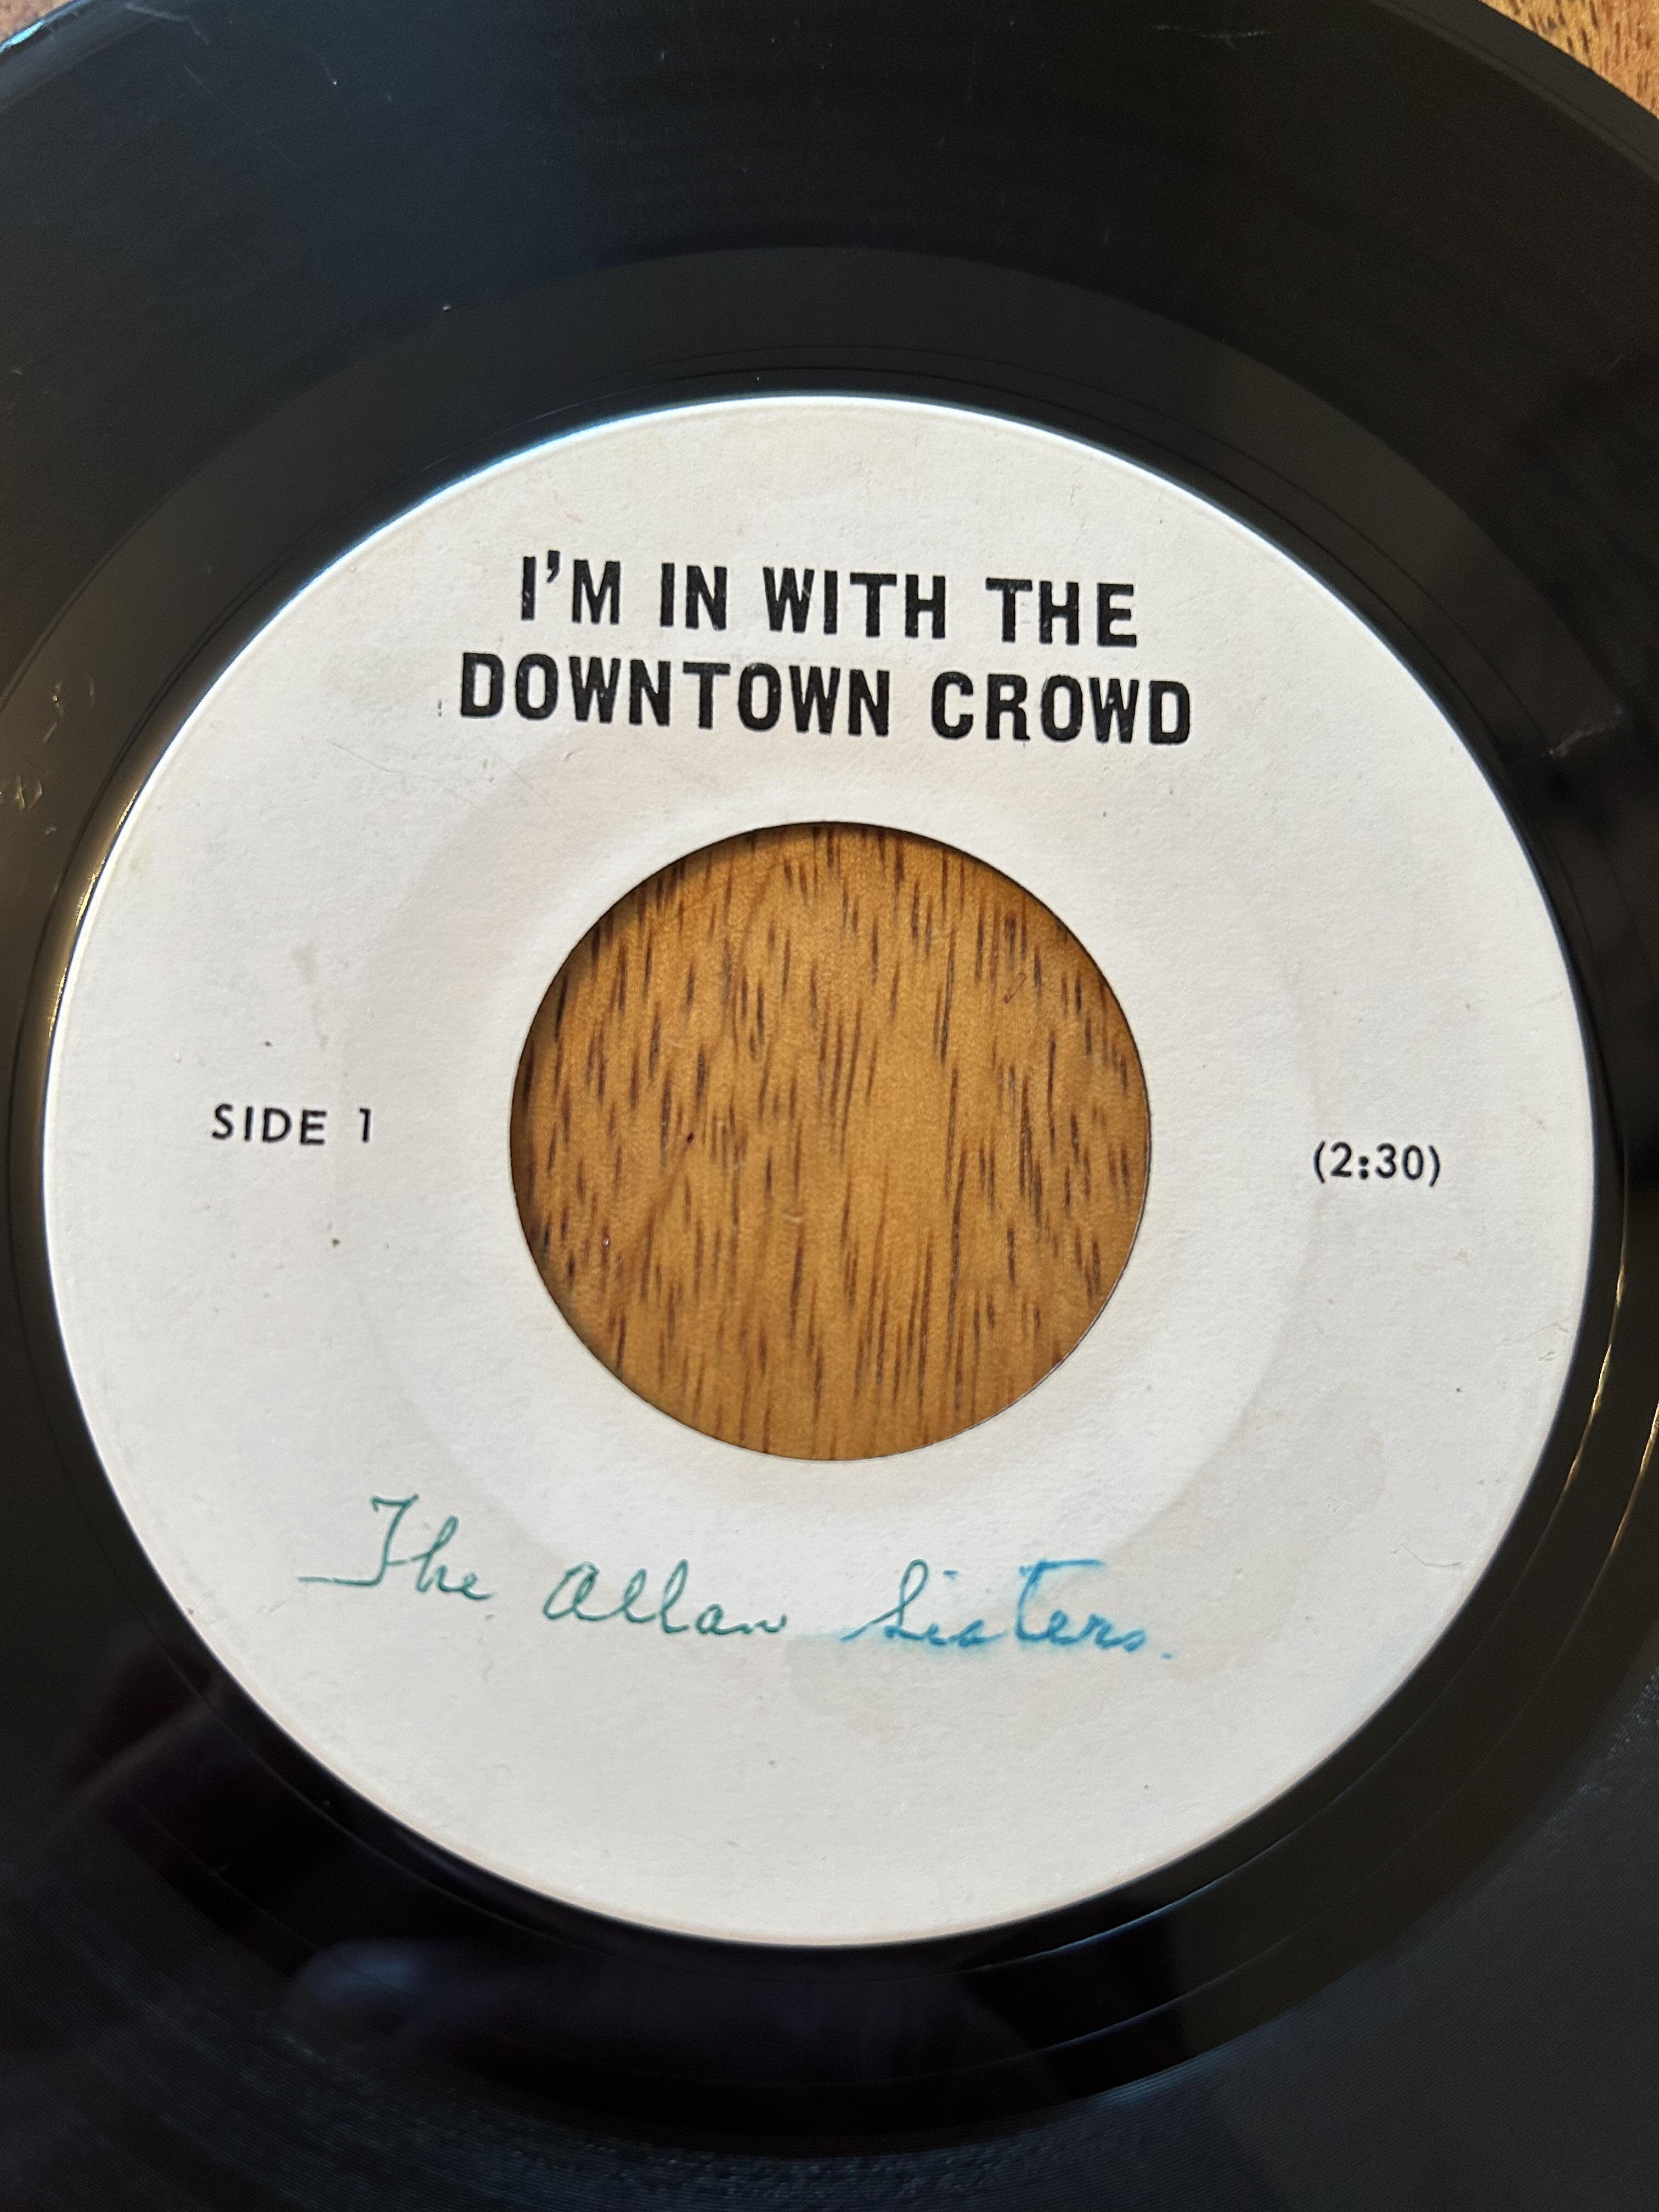 I'M IN WITH THE
DOWNTOWN CROWD
SIDE 1
(2:30)
The Allan Sisters.